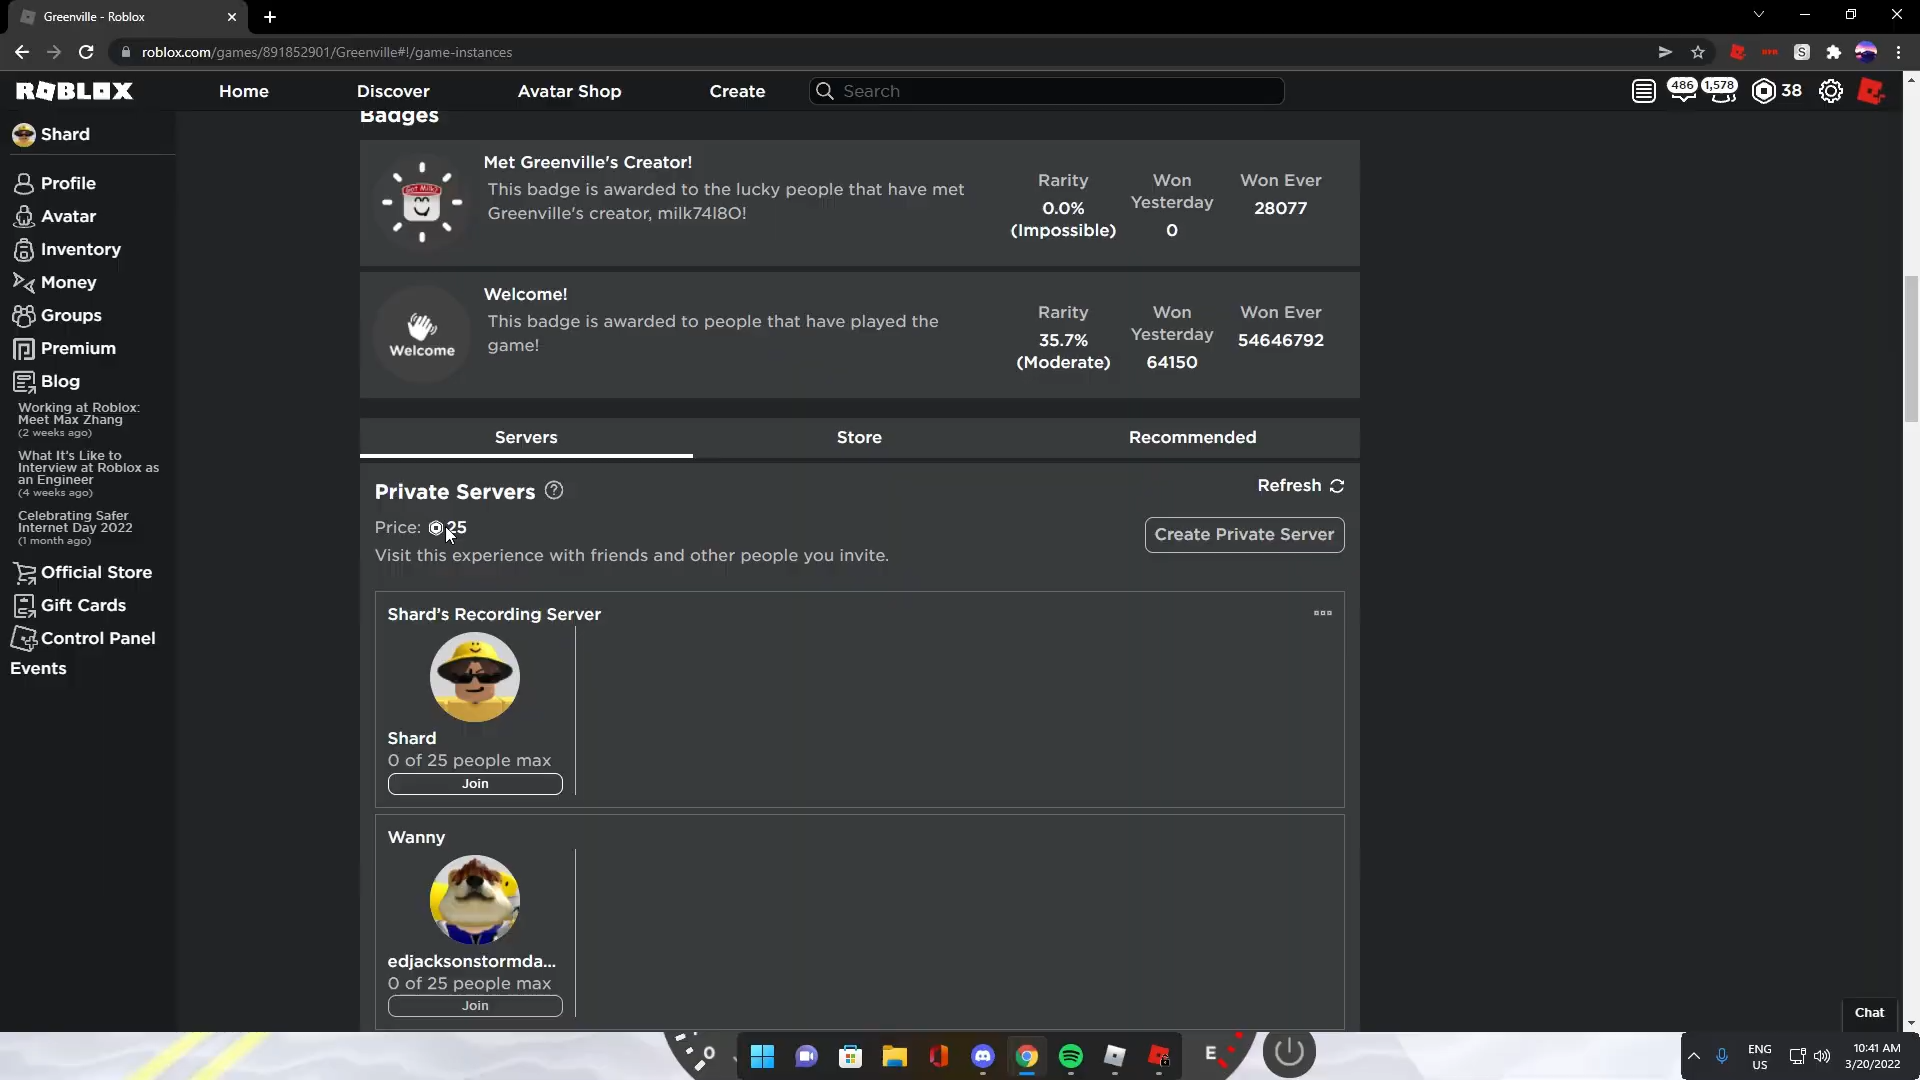 Greenville - Roblox
roblox.com/games/891852901/Greenville#!/game-instances
ROBLOX
Home
Discover
Avatar Shop
Create
Search
486
1,578
38
Shard
Profile
Avatar
Inventory
Money
Groups
Premium
Blog
Working at Roblox:
Meet Max Zhang
(2 weeks ago)
What It's Like to
Interview at Roblox as
an Engineer
(4 weeks ago)
Celebrating Safer
Internet Day 2022
(1 month ago)
Official Store
Gift Cards
Control Panel
Events
Badges
Got Milk?
Met Greenville's Creator!
This badge is awarded to the lucky people that have met
Greenville's creator, milk74l8O!
Rarity
0.0%
(Impossible)
Won
Yesterday
0
Won Ever
28077
Welcome
Welcome!
This badge is awarded to people that have played the
game!
Rarity
35.7%
(Moderate)
Won
Yesterday
64150
Won Ever
54646792
Servers
Store
Recommended
Private Servers
Refresh
Price: 25
Visit this experience with friends and other people you invite.
Create Private Server
Shard's Recording Server
Shard
0 of 25 people max
Join
Wanny
edjacksonstormda...
0 of 25 people max
Join
Chat
0
E
ENG
US
10:41 AM
3/20/2022